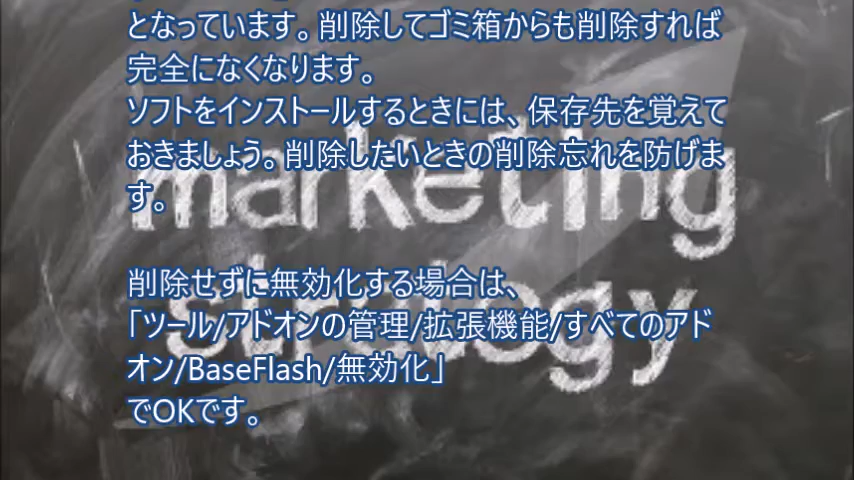 となっています。削除してゴミ箱からも削除すれば
完全になくなります。
ソフトをインストールするときには、保存先を覚えて
おきましょう。削除したいときの削除忘れを防げま
す。
marketing
削除せずに無効化する場合は、
strategy
「ツール/アドオンの管理/拡張機能/すべてのアド
オン/BaseFlash/無効化」
でOKです。